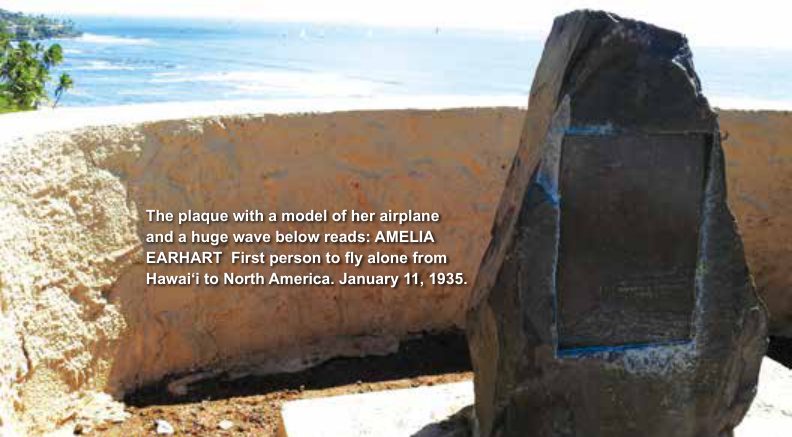 The plaque with a model of her airplane
and a huge wave below reads: AMELIA
EARHART  First person to fly alone from
Hawai‘i to North America. January 11, 1935.